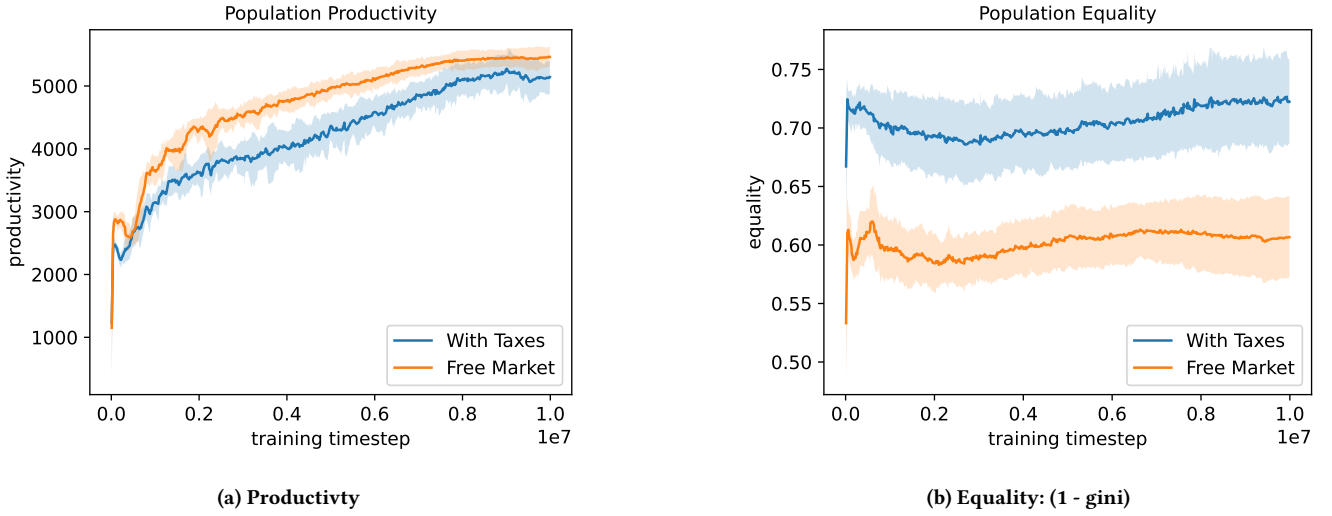 Population Productivity
productivity
5000
4000
3000
2000
1000
With Taxes
Free Market
0.0 0.2 0.4 0.6 0.8 1.0
1e7
training timestep
(a) Productivty
Population Equality
equality
0.75
0.70
0.65
0.60
0.55
0.50
With Taxes
Free Market
0.0 0.2 0.4 0.6 0.8 1.0
1e7
training timestep
(b) Equality: (1 - gini)